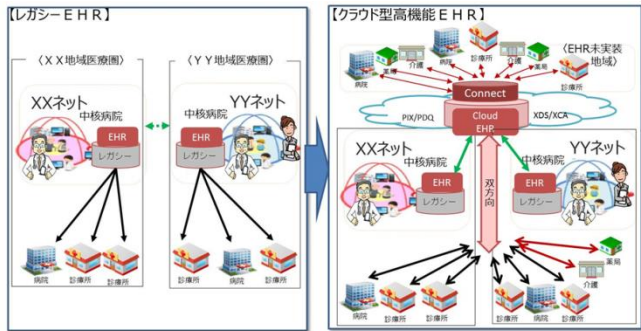 【レガシーEHR】
〈XX地域医療圏〉
〈YY地域医療圏〉
XXネット
中核病院
EHR
レガシー
YYネット
中核病院
EHR
レガシー
病院
診療所
診療所
診療所
病院
診療所
【クラウド型高機能EHR】
病院
薬局
介護
病院
診療所
介護
薬局
診療所
〈EHR未実装
地域〉
Connect
PIX/PDQ
XDS/XCA
Cloud
EHR
XXネット
中核病院
EHR
レガシー
双方向
YYネット
中核病院
EHR
レガシー
薬局
介護
病院
診療所
診療所
診療所
病院
診療所